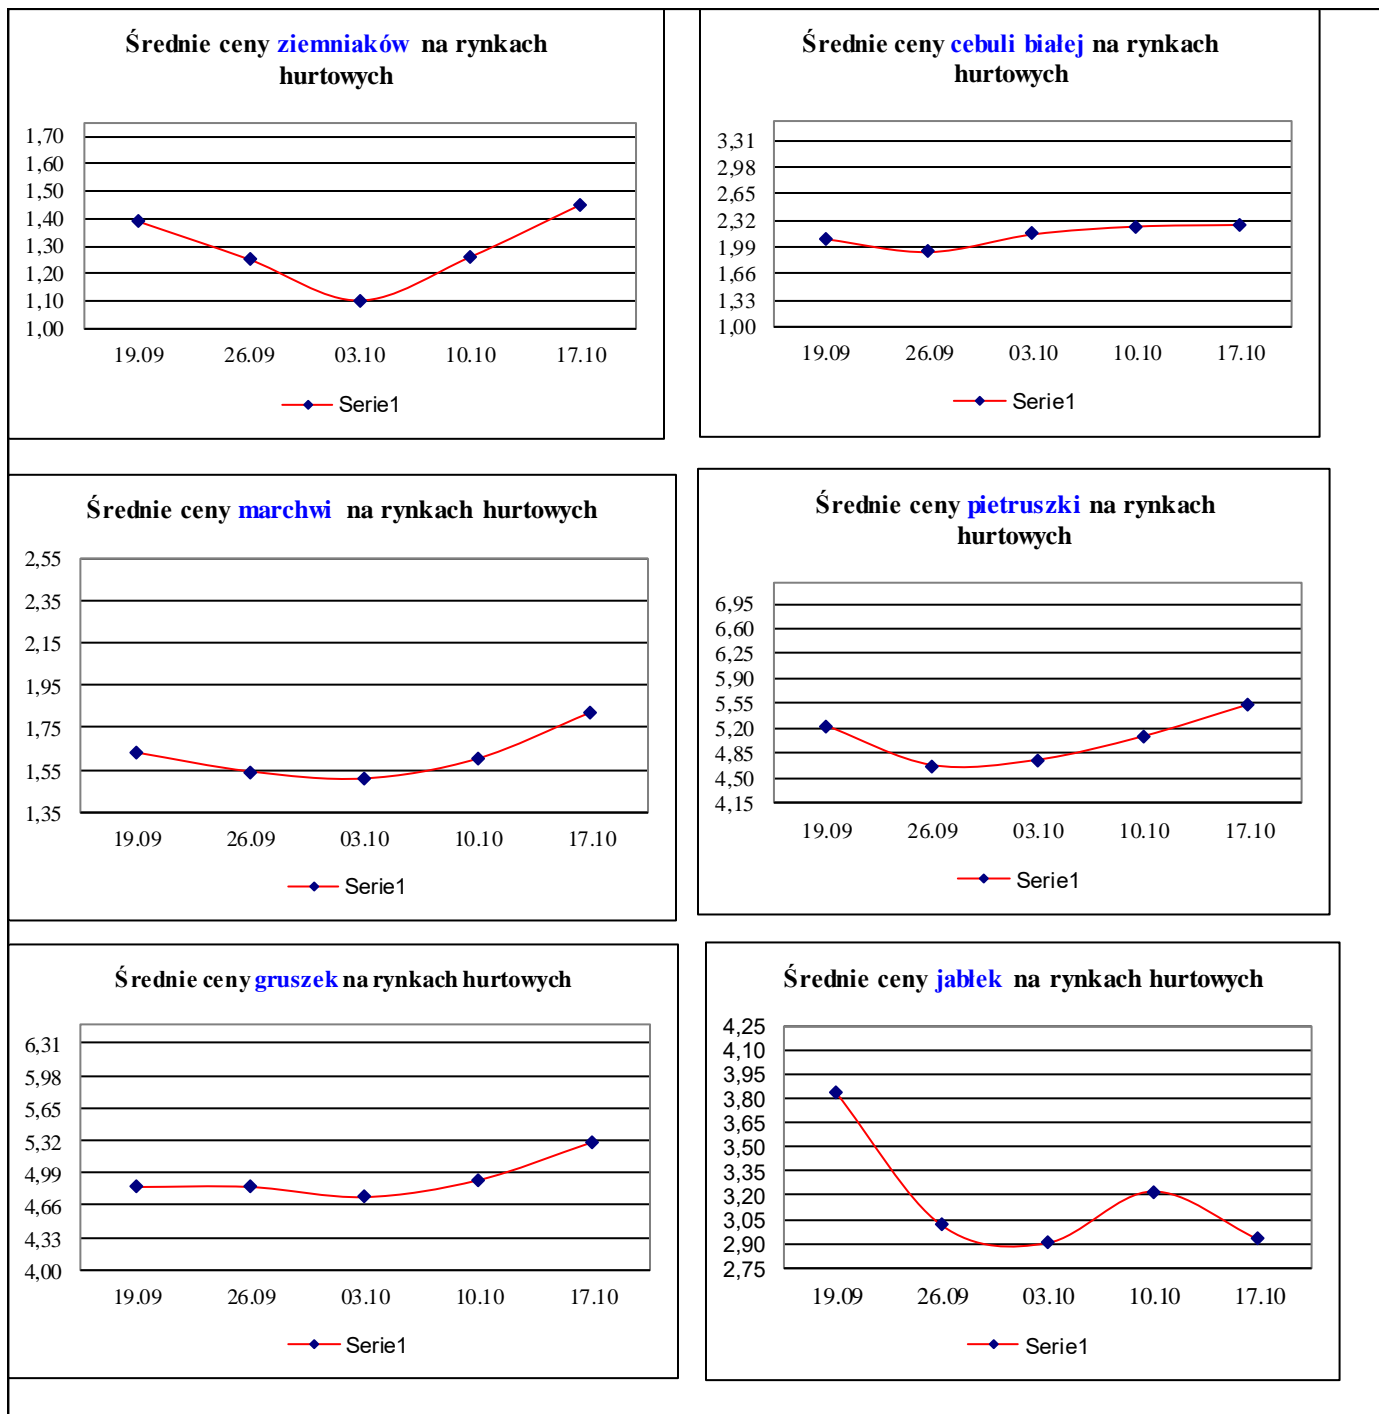 Średnie ceny ziemniaków na rynkach
hurtowych
1,70
1,60
1,50
1,40
1,30
1,20
1,10
1,00
19.09 26.09 03.10 10.10 17.10
Serie1
Średnie ceny cebuli białej na rynkach
hurtowych
3,31
2,98
2,65
2,32
1,99
1,66
1,33
1,00
19.09 26.09 03.10 10.10 17.10
Serie1
Średnie ceny marchwi na rynkach hurtowych
2,55
2,35
2,15
1,95
1,75
1,55
1,35
19.09 26.09 03.10 10.10 17.10
Serie1
Średnie ceny pietruszki na rynkach
hurtowych
6,95
6,60
6,25
5,90
5,55
5,20
4,85
4,50
4,15
19.09 26.09 03.10 10.10 17.10
Serie1
Średnie ceny gruszek na rynkach hurtowych
6,31
5,98
5,65
5,32
4,99
4,66
4,33
4,00
19.09 26.09 03.10 10.10 17.10
Serie1
Średnie ceny jabłek na rynkach hurtowych
4,25
4,10
3,95
3,80
3,65
3,50
3,35
3,20
3,05
2,90
2,75
19.09 26.09 03.10 10.10 17.10
Serie1